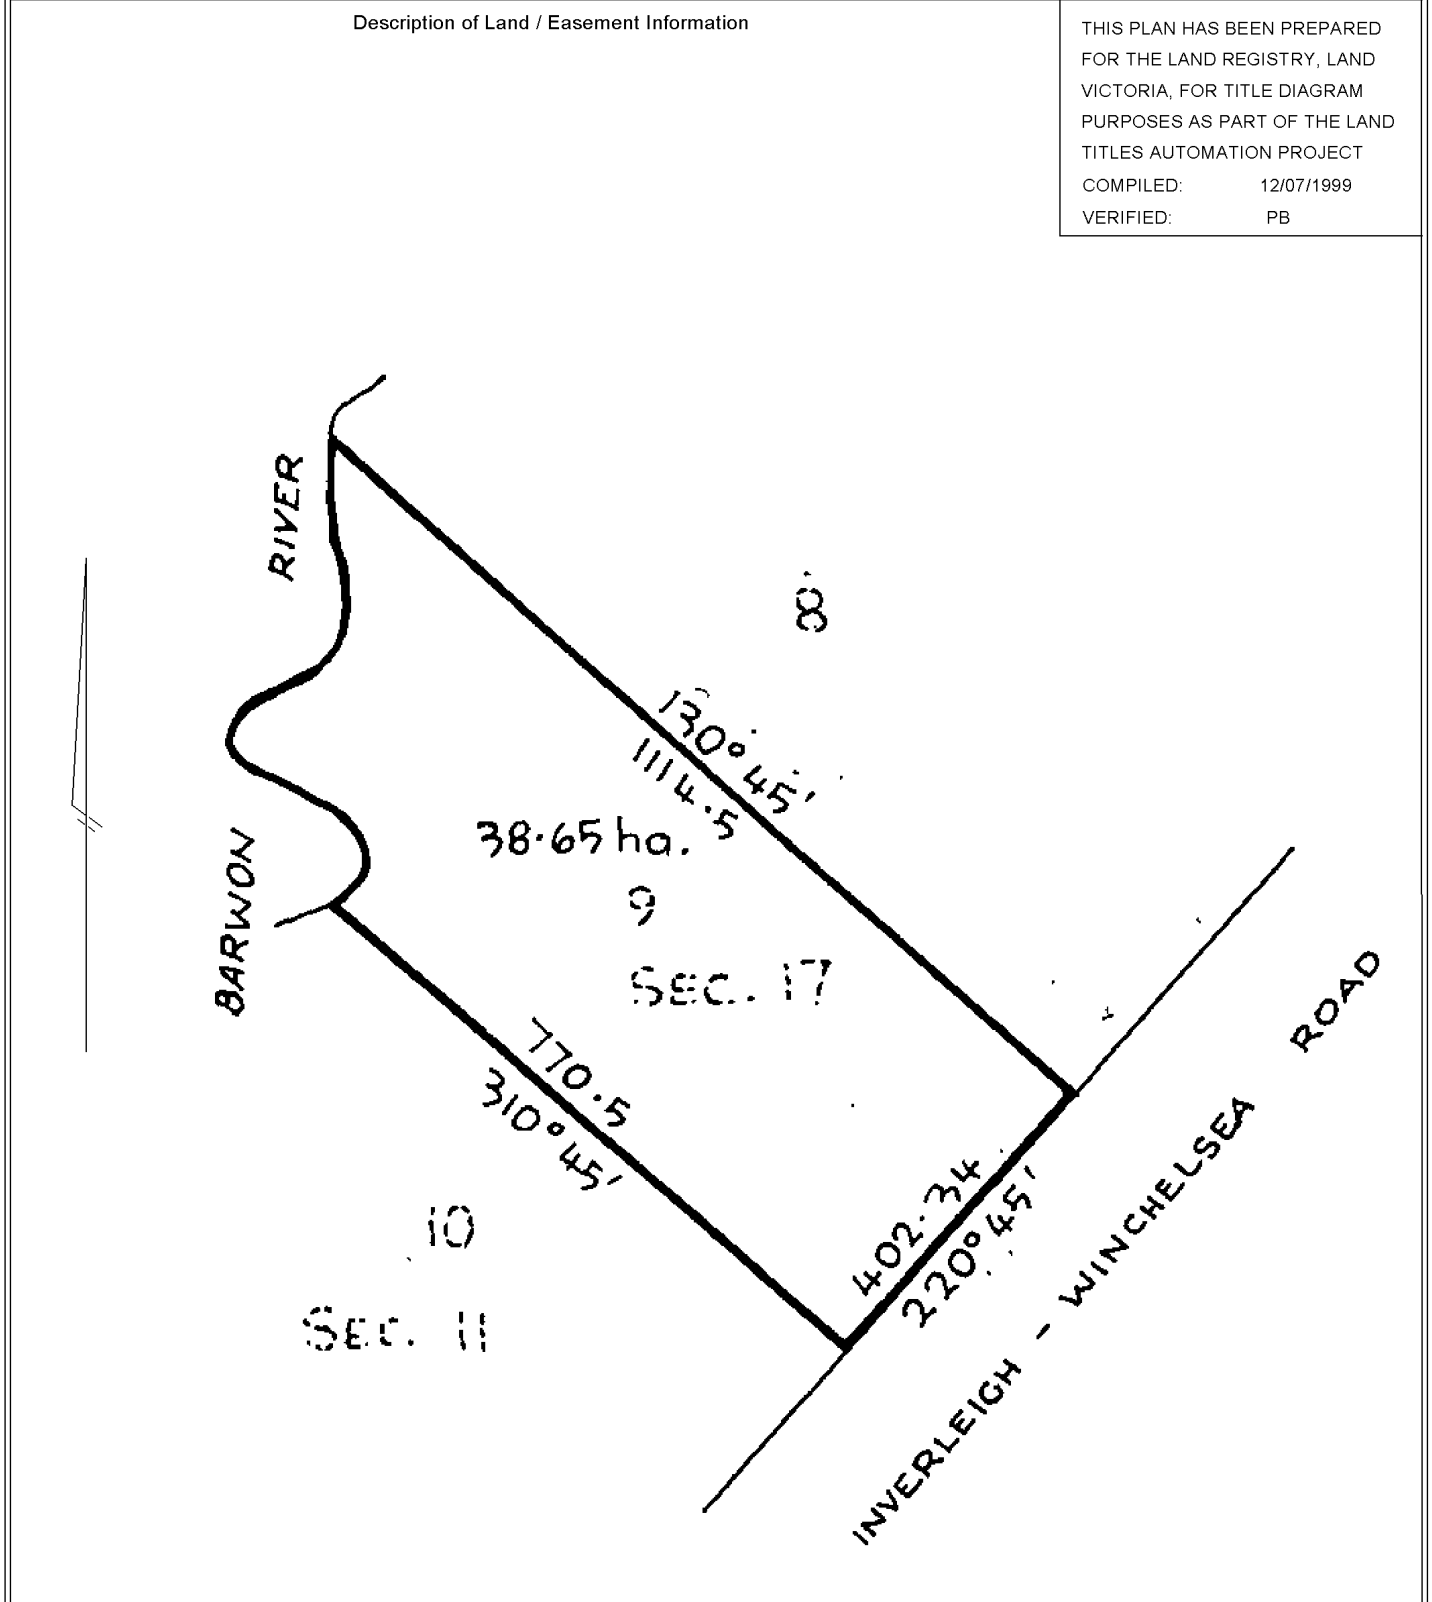 Description of Land / Easement Information
THIS PLAN HAS BEEN PREPARED
FOR THE LAND REGISTRY, LAND
VICTORIA, FOR TITLE DIAGRAM
PURPOSES AS PART OF THE LAND
TITLES AUTOMATION PROJECT
COMPILED: 12/07/1999
VERIFIED: PB
RIVER
8
130°45'
1114.5
38·65 ha.
9
SEC. 17
BARWON
770.5
310°45'
402·34
220°45'
10
SEC. 11
INVERLEIGH - WINCHELSEA ROAD